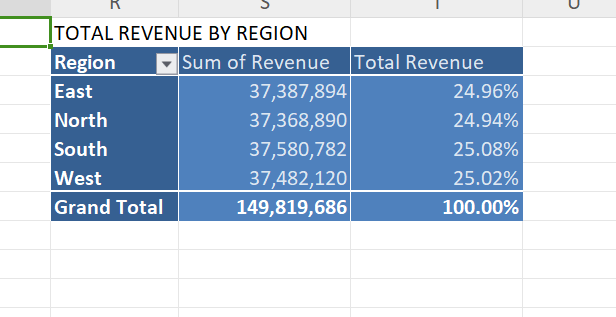 R S T U
TOTAL REVENUE BY REGION
Region Sum of Revenue Total Revenue
East 37,387,894 24.96%
North 37,368,890 24.94%
South 37,580,782 25.08%
West 37,482,120 25.02%
Grand Total 149,819,686 100.00%